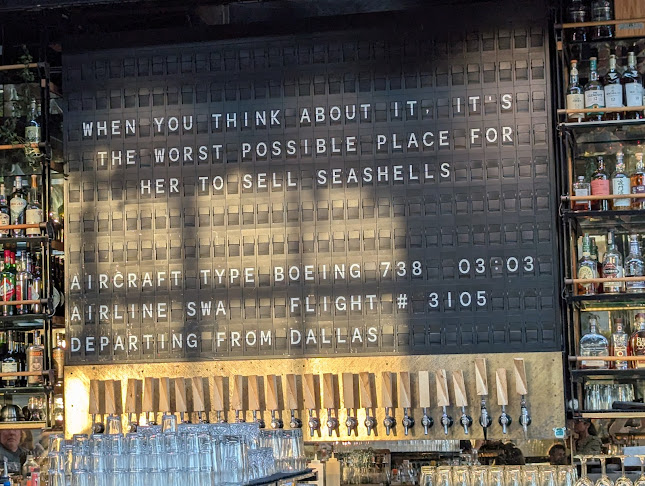 WHEN YOU THINK ABOUT IT, IT'S
THE WORST POSSIBLE PLACE FOR
HER TO SELL SEASHELLS
AIRCRAFT TYPE BOEING 738 03:03
AIRLINE SWA FLIGHT # 3105
DEPARTING FROM DALLAS